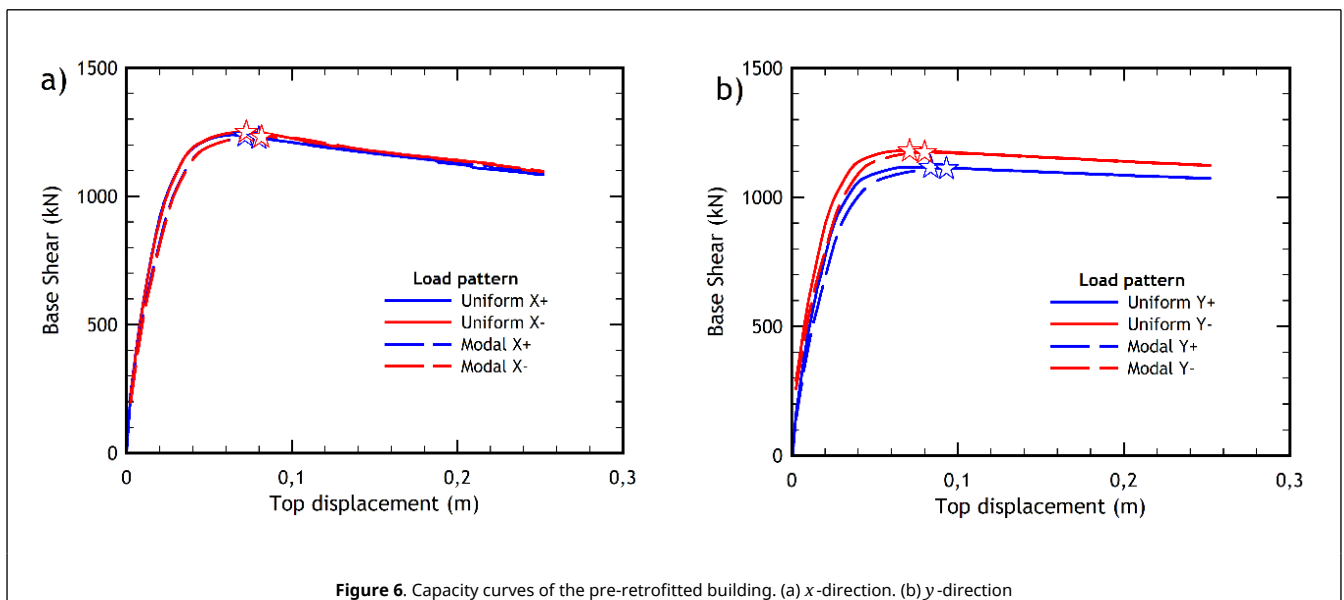 a)
1500
1000
500
0
Base Shear (kN)
Load pattern
Uniform X+
Uniform X-
Modal X+
Modal X-
0
0,1
0,2
0,3
Top displacement (m)
b)
1500
1000
500
0
Base Shear (kN)
Load pattern
Uniform Y+
Uniform Y-
Modal Y+
Modal Y-
0
0,1
0,2
0,3
Top displacement (m)
Figure 6. Capacity curves of the pre-retrofitted building. (a) x-direction. (b) y-direction